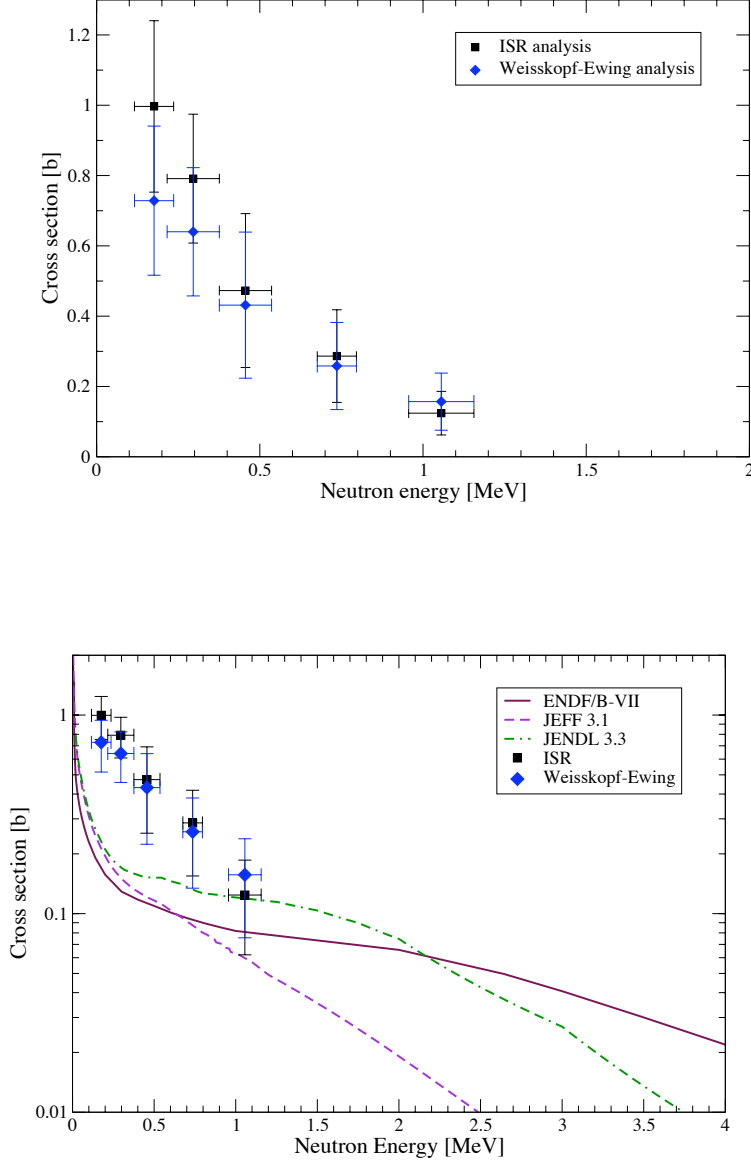 1.2
1
0.8
0.6
0.4
0.2
0
Cross section [b]
ISR analysis
Weisskopf-Ewing analysis
0 0.5 1 1.5 2
Neutron energy [MeV]
1
0.1
0.01
Cross section [b]
ENDF/B-VII
JEFF 3.1
JENDL 3.3
ISR
Weisskopf-Ewing
0 0.5 1 1.5 2 2.5 3 3.5 4
Neutron Energy [MeV]